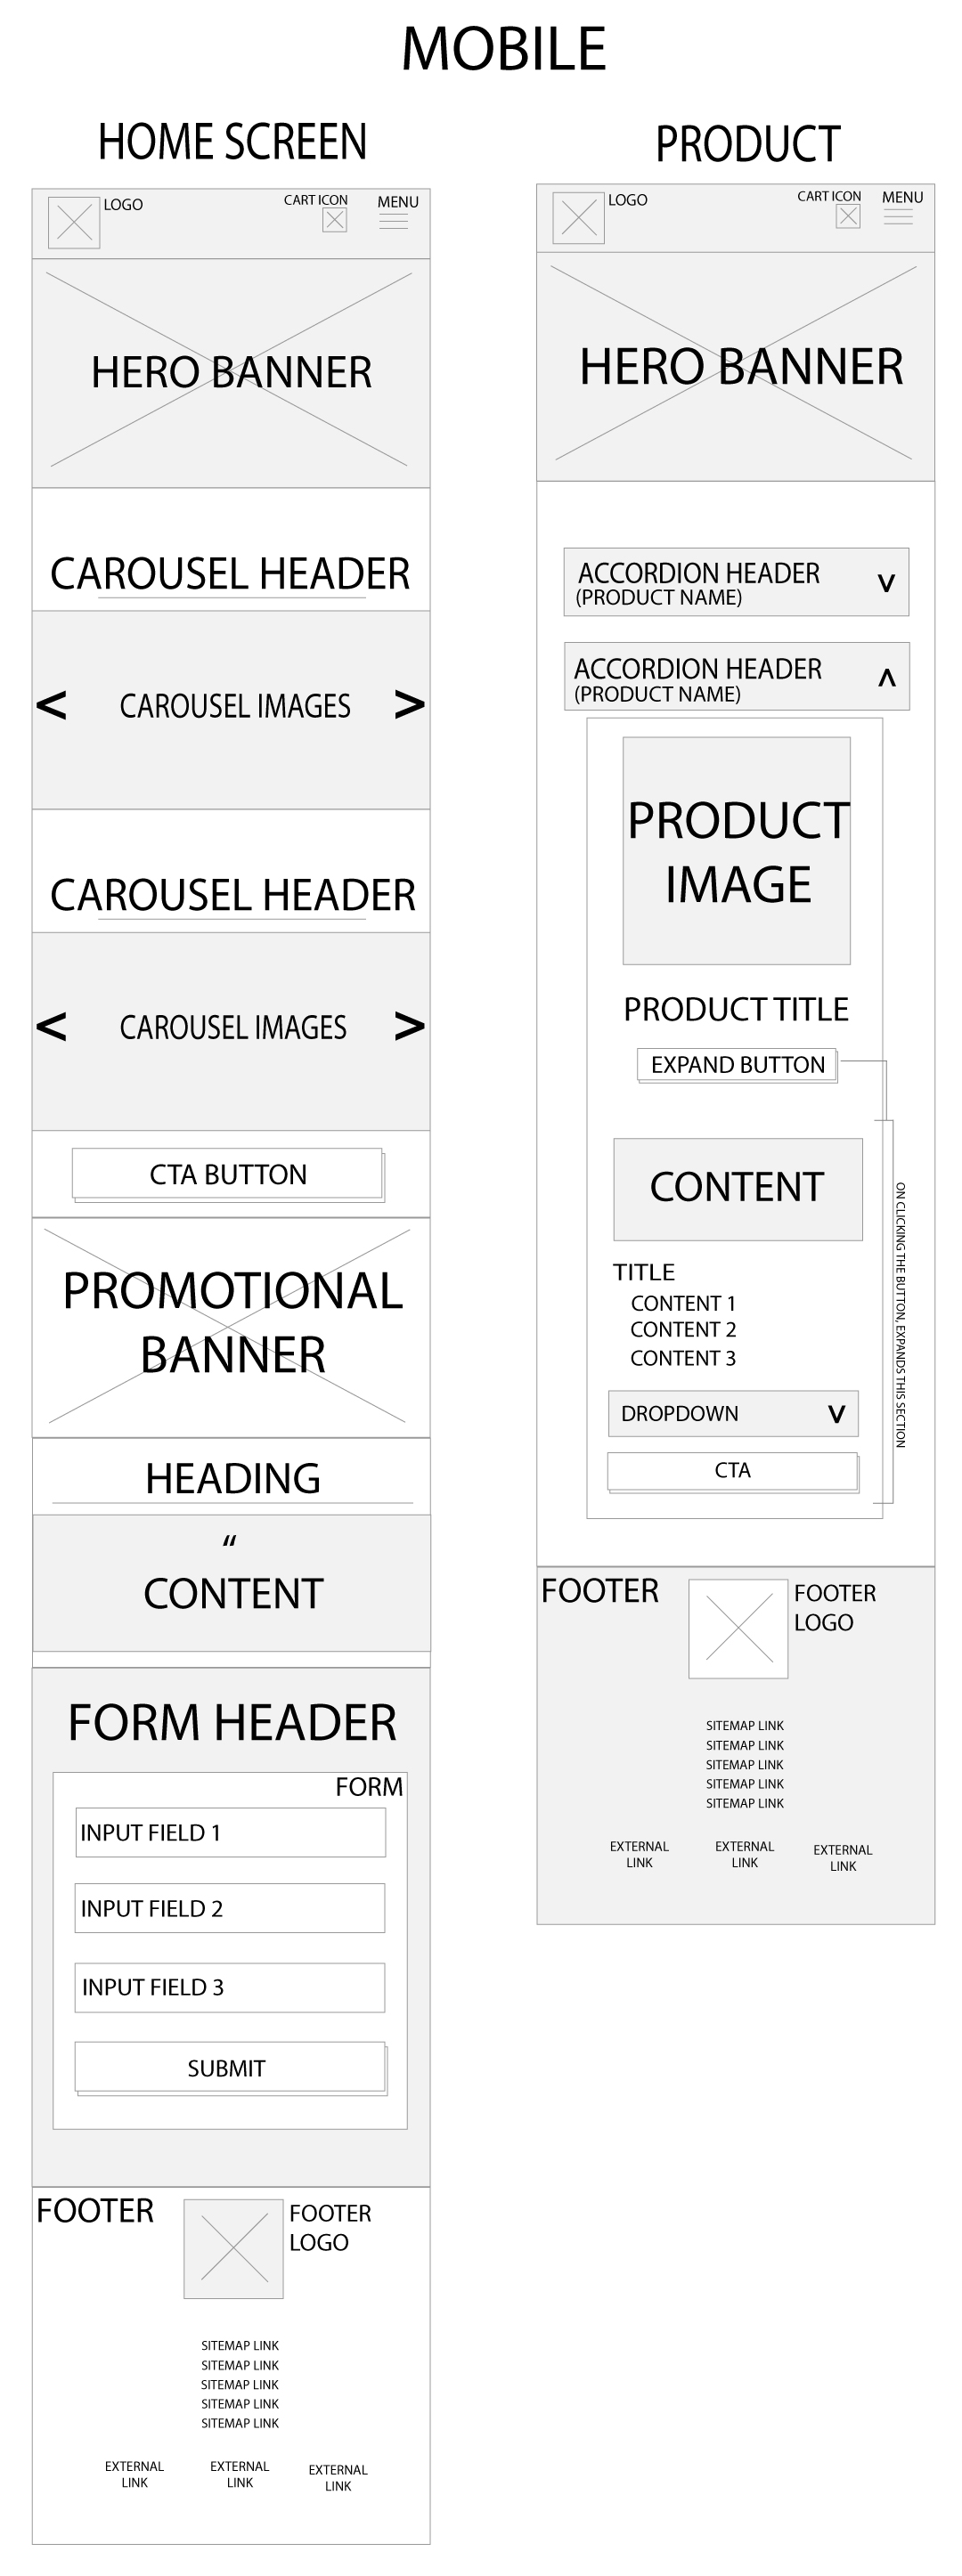 MOBILE
HOME SCREEN
LOGO
CART ICON
MENU
HERO BANNER
CAROUSEL HEADER
<
CAROUSEL IMAGES
>
CAROUSEL HEADER
<
CAROUSEL IMAGES
>
CTA BUTTON
PROMOTIONAL
BANNER
HEADING
“
CONTENT
FORM HEADER
FORM
INPUT FIELD 1
INPUT FIELD 2
INPUT FIELD 3
SUBMIT
FOOTER
FOOTER
LOGO
SITEMAP LINK
SITEMAP LINK
SITEMAP LINK
SITEMAP LINK
SITEMAP LINK
EXTERNAL
LINK
EXTERNAL
LINK
EXTERNAL
LINK
PRODUCT
LOGO
CART ICON
MENU
HERO BANNER
ACCORDION HEADER
(PRODUCT NAME)
V
ACCORDION HEADER
(PRODUCT NAME)
Λ
PRODUCT
IMAGE
PRODUCT TITLE
EXPAND BUTTON
ON CLICKING THE BUTTON, EXPANDS THIS SECTION
CONTENT
TITLE
CONTENT 1
CONTENT 2
CONTENT 3
DROPDOWN
V
CTA
FOOTER
FOOTER
LOGO
SITEMAP LINK
SITEMAP LINK
SITEMAP LINK
SITEMAP LINK
SITEMAP LINK
EXTERNAL
LINK
EXTERNAL
LINK
EXTERNAL
LINK